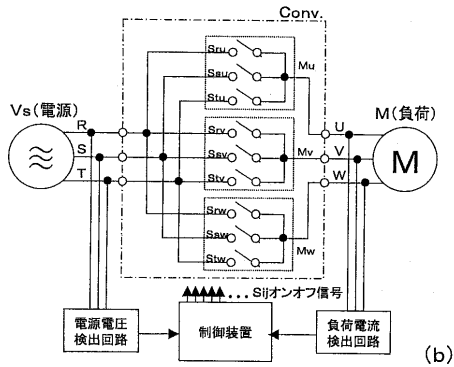 Conv.
Vs(電源)
M(負荷)
Sru
Ssu
Stu
Mu
R
S
T
Srv
Ssv
Stv
Mv
U
V
W
M
Srw
Ssw
Stw
Mw
...Sijオンオフ信号
電源電圧
検出回路
制御装置
負荷電流
検出回路
(b)